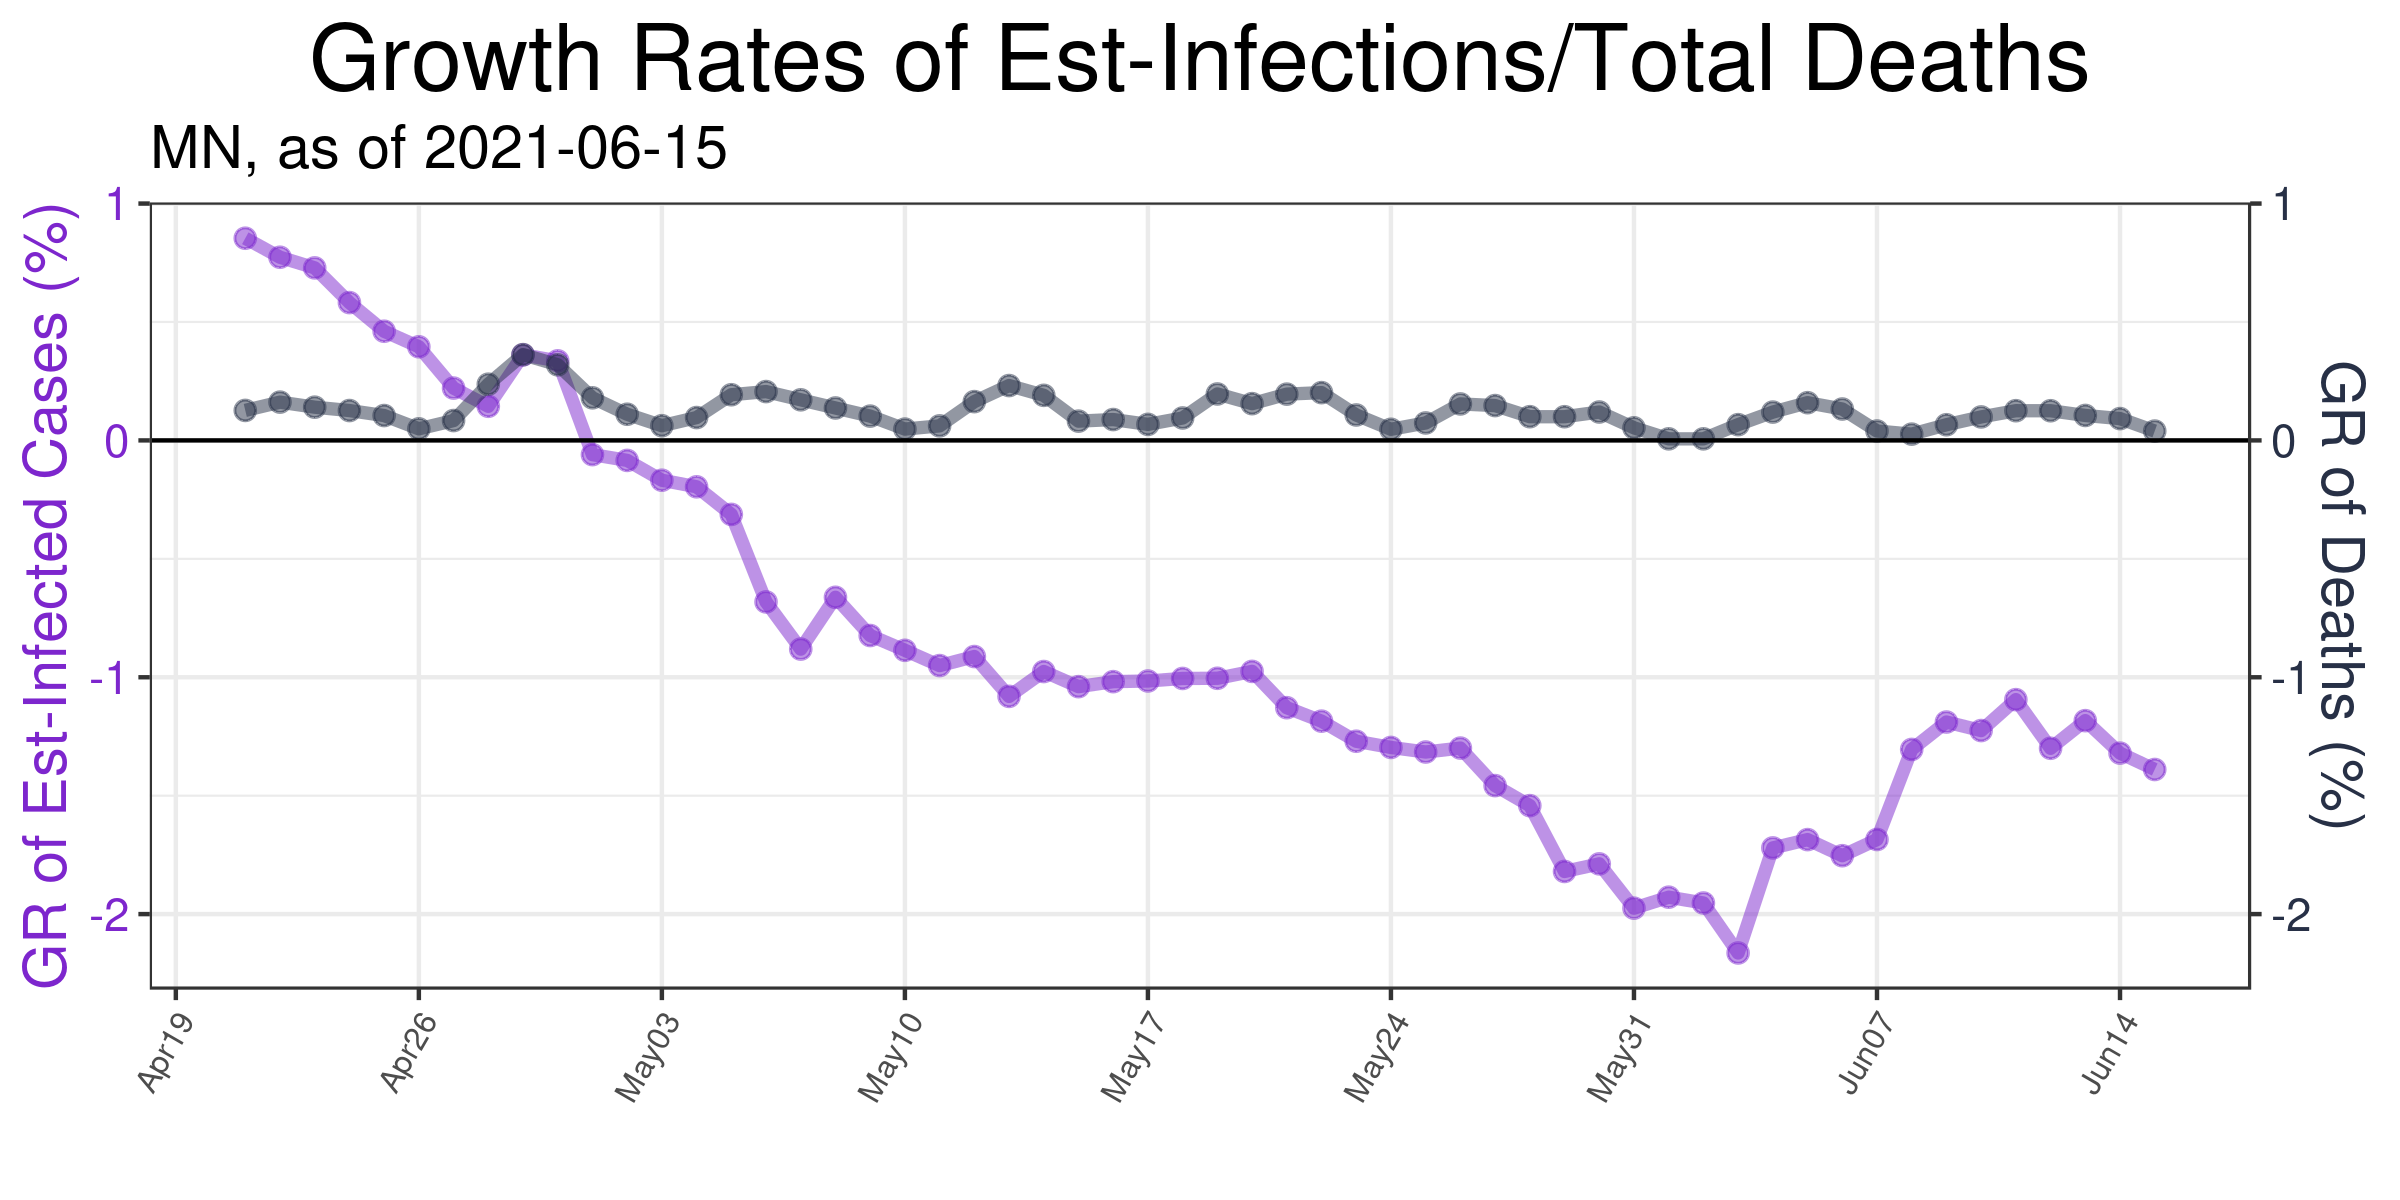 Growth Rates of Est-Infections/Total Deaths
MN, as of 2021-06-15
GR of Est-Infected Cases (%)
1
0
-1
-2
1
0
-1
-2
GR of Deaths (%)
Apr19
Apr26
May03
May10
May17
May24
May31
Jun07
Jun14